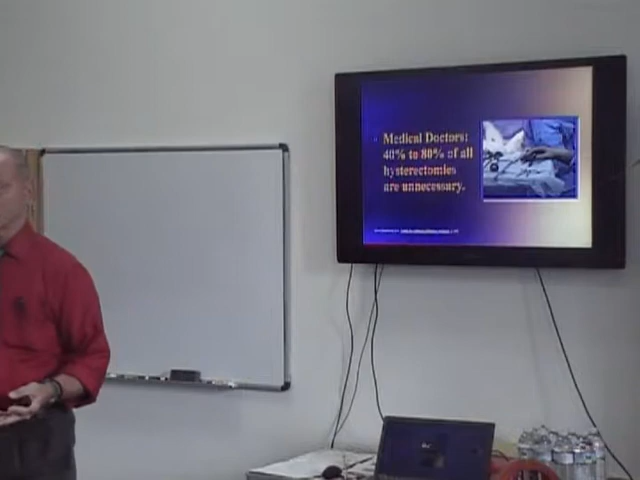 Medical Doctors:
40% to 80% of all
hysterectomies
are unnecessary.